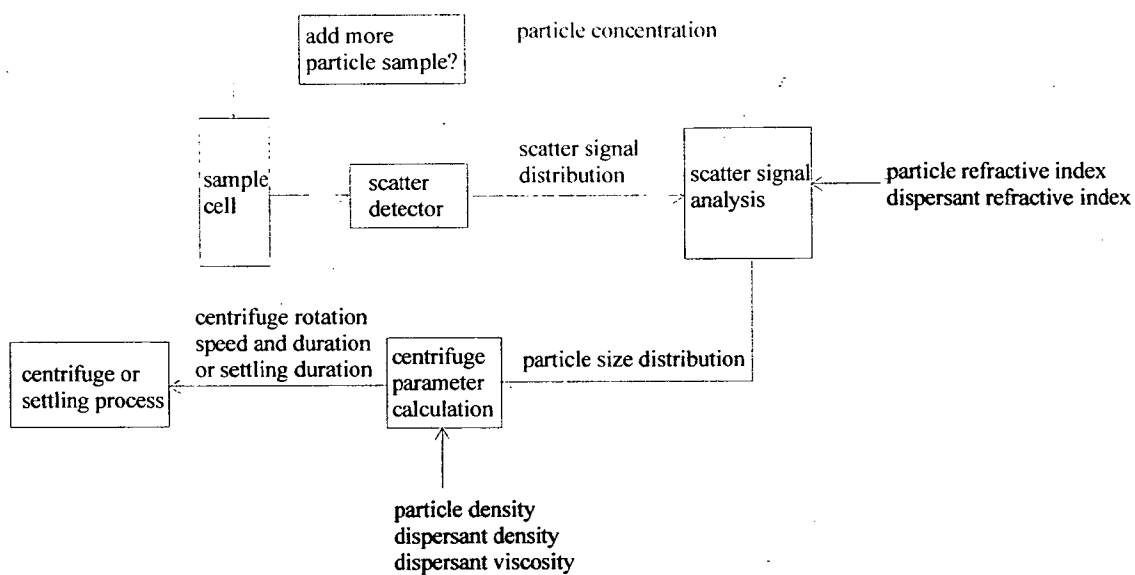 add more
particle sample?
particle concentration
sample
cell
scatter
detector
scatter signal
distribution
scatter signal
analysis
particle refractive index
dispersant refractive index
centrifuge or
settling process
centrifuge rotation
speed and duration
or settling duration
centrifuge
parameter
calculation
particle size distribution
particle density
dispersant density
dispersant viscosity